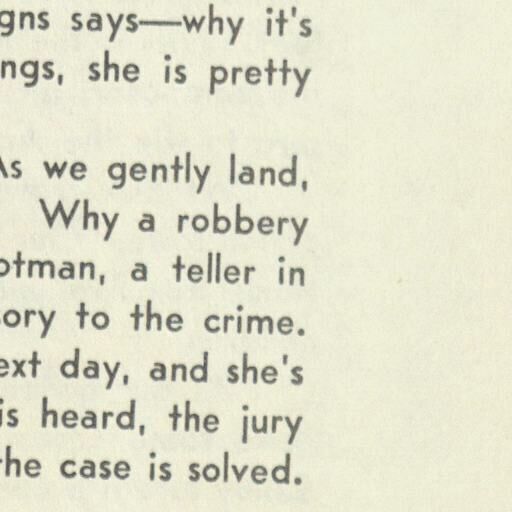 gns says—why it's
ngs, she is pretty
As we gently land,
Why a robbery
otman, a teller in
ory to the crime.
ext day, and she's
is heard, the jury
the case is solved.